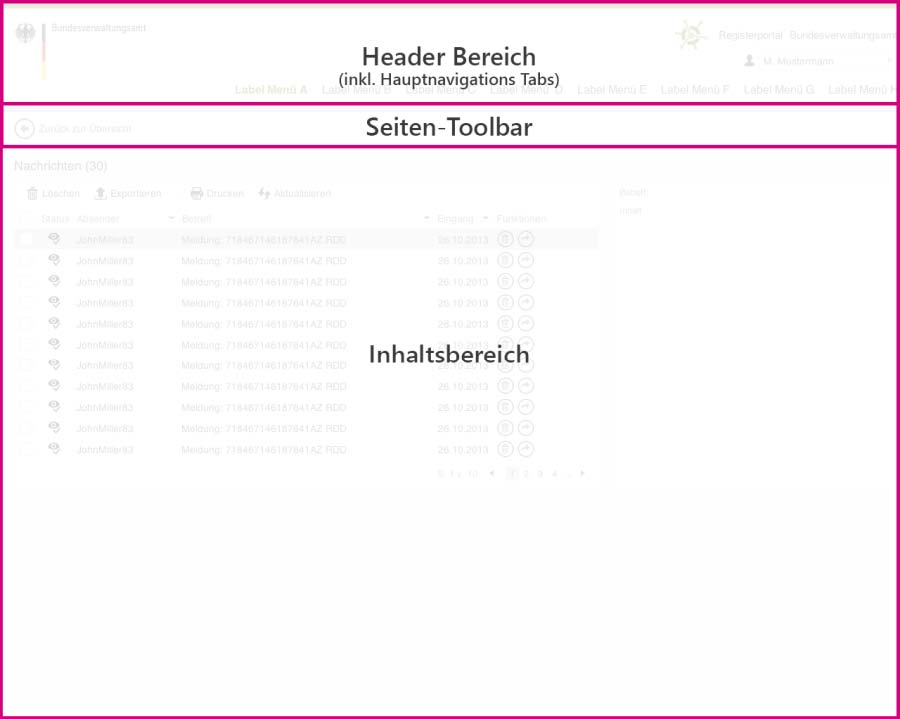 Bundesverwaltungsamt
Registerportal Bundesverwaltungsamt
Header Bereich
M. Mustermann
(inkl. Hauptnavigations Tabs)
Label Menü A Label Menü B Label Menü C Label Menü D Label Menü E Label Menü F Label Menü G Label Menü H
Seiten-Toolbar
Zurück zur Übersicht
Nachrichten (30)
Löschen Exportieren Drucken Aktualisieren
Betreff:
Inhalt
Status Absender Betreff Eingang Funktionen
JohnMiller83 Meldung: 718467146187641AZ RDD 26.10.2013
JohnMiller83 Meldung: 718467146187641AZ RDD 26.10.2013
JohnMiller83 Meldung: 718467146187641AZ RDD 26.10.2013
JohnMiller83 Meldung: 718467146187641AZ RDD 26.10.2013
JohnMiller83 Meldung: 718467146187641AZ RDD 26.10.2013
JohnMiller83 Meldung: 718467146187641AZ RDD 26.10.2013
Inhaltsbereich
JohnMiller83 Meldung: 718467146187641AZ RDD 26.10.2013
JohnMiller83 Meldung: 718467146187641AZ RDD 26.10.2013
JohnMiller83 Meldung: 718467146187641AZ RDD 26.10.2013
JohnMiller83 Meldung: 718467146187641AZ RDD 26.10.2013
JohnMiller83 Meldung: 718467146187641AZ RDD 26.10.2013
S. 1 v. 10 1 2 3 4 ...